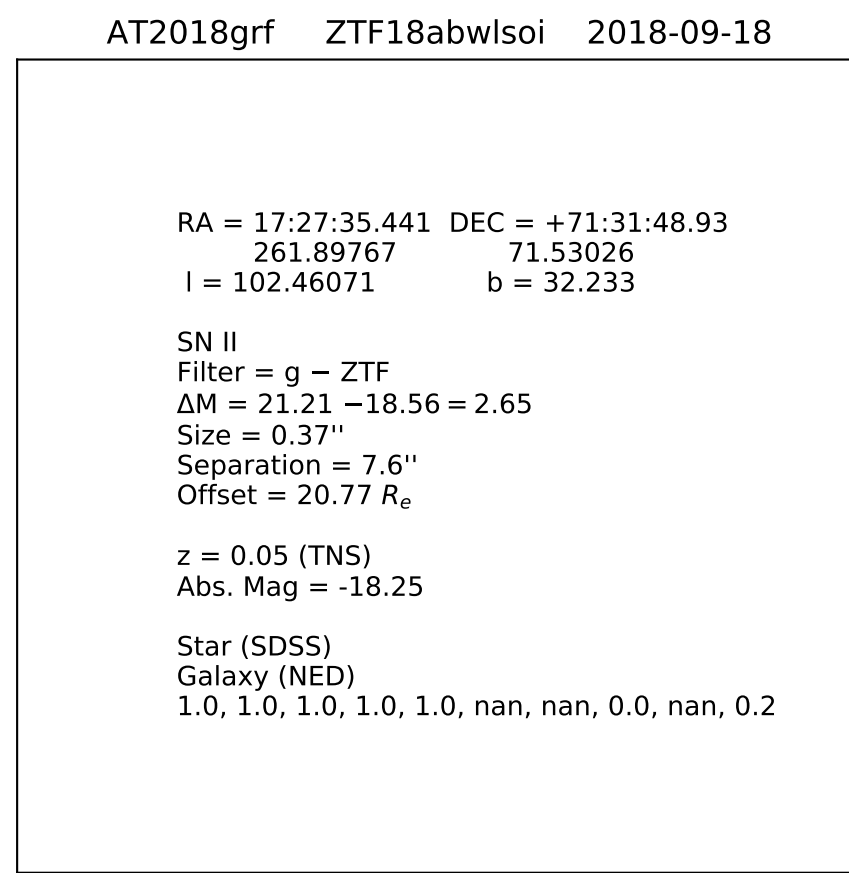 AT2018grf ZTF18abwlsoi 2018-09-18
RA = 17:27:35.441 DEC = +71:31:48.93
261.89767 71.53026
l = 102.46071 b = 32.233
SN II
Filter = g − ZTF
ΔM = 21.21 −18.56 = 2.65
Size = 0.37''
Separation = 7.6''
Offset = 20.77 Rₑ
z = 0.05 (TNS)
Abs. Mag = -18.25
Star (SDSS)
Galaxy (NED)
1.0, 1.0, 1.0, 1.0, 1.0, nan, nan, 0.0, nan, 0.2